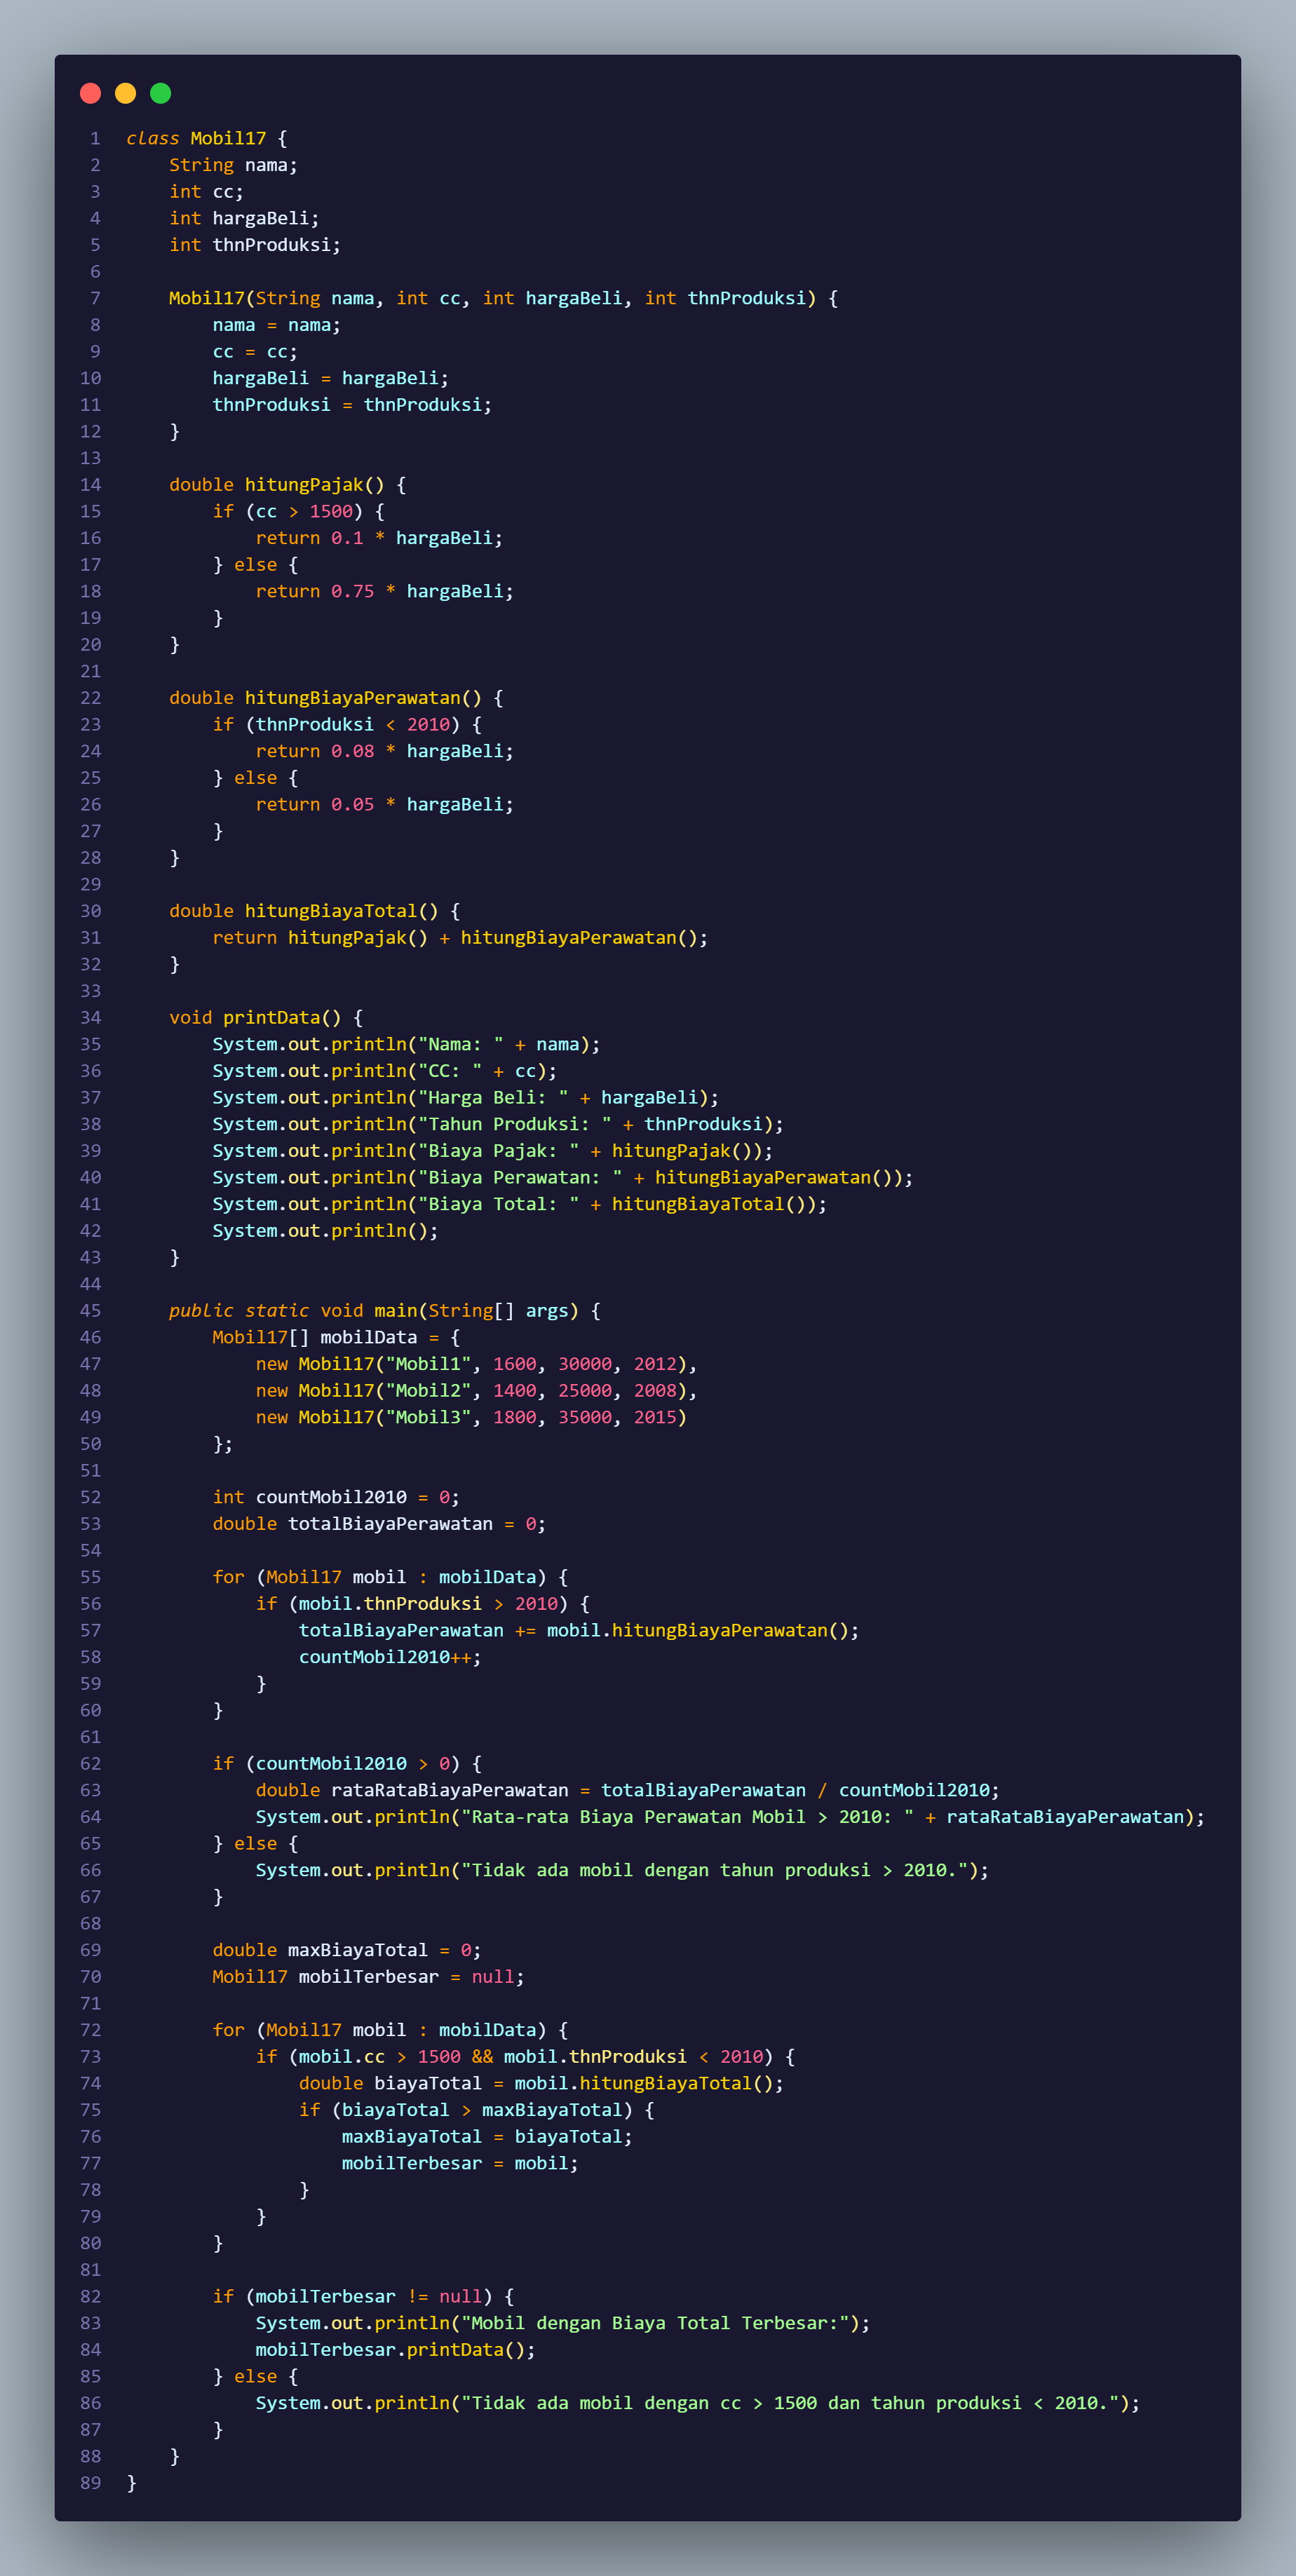 1 class Mobil17 {
2     String nama;
3     int cc;
4     int hargaBeli;
5     int thnProduksi;
6
7     Mobil17(String nama, int cc, int hargaBeli, int thnProduksi) {
8         nama = nama;
9         cc = cc;
10         hargaBeli = hargaBeli;
11         thnProduksi = thnProduksi;
12     }
13
14     double hitungPajak() {
15         if (cc > 1500) {
16             return 0.1 * hargaBeli;
17         } else {
18             return 0.75 * hargaBeli;
19         }
20     }
21
22     double hitungBiayaPerawatan() {
23         if (thnProduksi < 2010) {
24             return 0.08 * hargaBeli;
25         } else {
26             return 0.05 * hargaBeli;
27         }
28     }
29
30     double hitungBiayaTotal() {
31         return hitungPajak() + hitungBiayaPerawatan();
32     }
33
34     void printData() {
35         System.out.println("Nama: " + nama);
36         System.out.println("CC: " + cc);
37         System.out.println("Harga Beli: " + hargaBeli);
38         System.out.println("Tahun Produksi: " + thnProduksi);
39         System.out.println("Biaya Pajak: " + hitungPajak());
40         System.out.println("Biaya Perawatan: " + hitungBiayaPerawatan());
41         System.out.println("Biaya Total: " + hitungBiayaTotal());
42         System.out.println();
43     }
44
45     public static void main(String[] args) {
46         Mobil17[] mobilData = {
47             new Mobil17("Mobil1", 1600, 30000, 2012),
48             new Mobil17("Mobil2", 1400, 25000, 2008),
49             new Mobil17("Mobil3", 1800, 35000, 2015)
50         };
51
52         int countMobil2010 = 0;
53         double totalBiayaPerawatan = 0;
54
55         for (Mobil17 mobil : mobilData) {
56             if (mobil.thnProduksi > 2010) {
57                 totalBiayaPerawatan += mobil.hitungBiayaPerawatan();
58                 countMobil2010++;
59             }
60         }
61
62         if (countMobil2010 > 0) {
63             double rataRataBiayaPerawatan = totalBiayaPerawatan / countMobil2010;
64             System.out.println("Rata-rata Biaya Perawatan Mobil > 2010: " + rataRataBiayaPerawatan);
65         } else {
66             System.out.println("Tidak ada mobil dengan tahun produksi > 2010.");
67         }
68
69         double maxBiayaTotal = 0;
70         Mobil17 mobilTerbesar = null;
71
72         for (Mobil17 mobil : mobilData) {
73             if (mobil.cc > 1500 && mobil.thnProduksi < 2010) {
74                 double biayaTotal = mobil.hitungBiayaTotal();
75                 if (biayaTotal > maxBiayaTotal) {
76                     maxBiayaTotal = biayaTotal;
77                     mobilTerbesar = mobil;
78                 }
79             }
80         }
81
82         if (mobilTerbesar != null) {
83             System.out.println("Mobil dengan Biaya Total Terbesar:");
84             mobilTerbesar.printData();
85         } else {
86             System.out.println("Tidak ada mobil dengan cc > 1500 dan tahun produksi < 2010.");
87         }
88     }
89 }